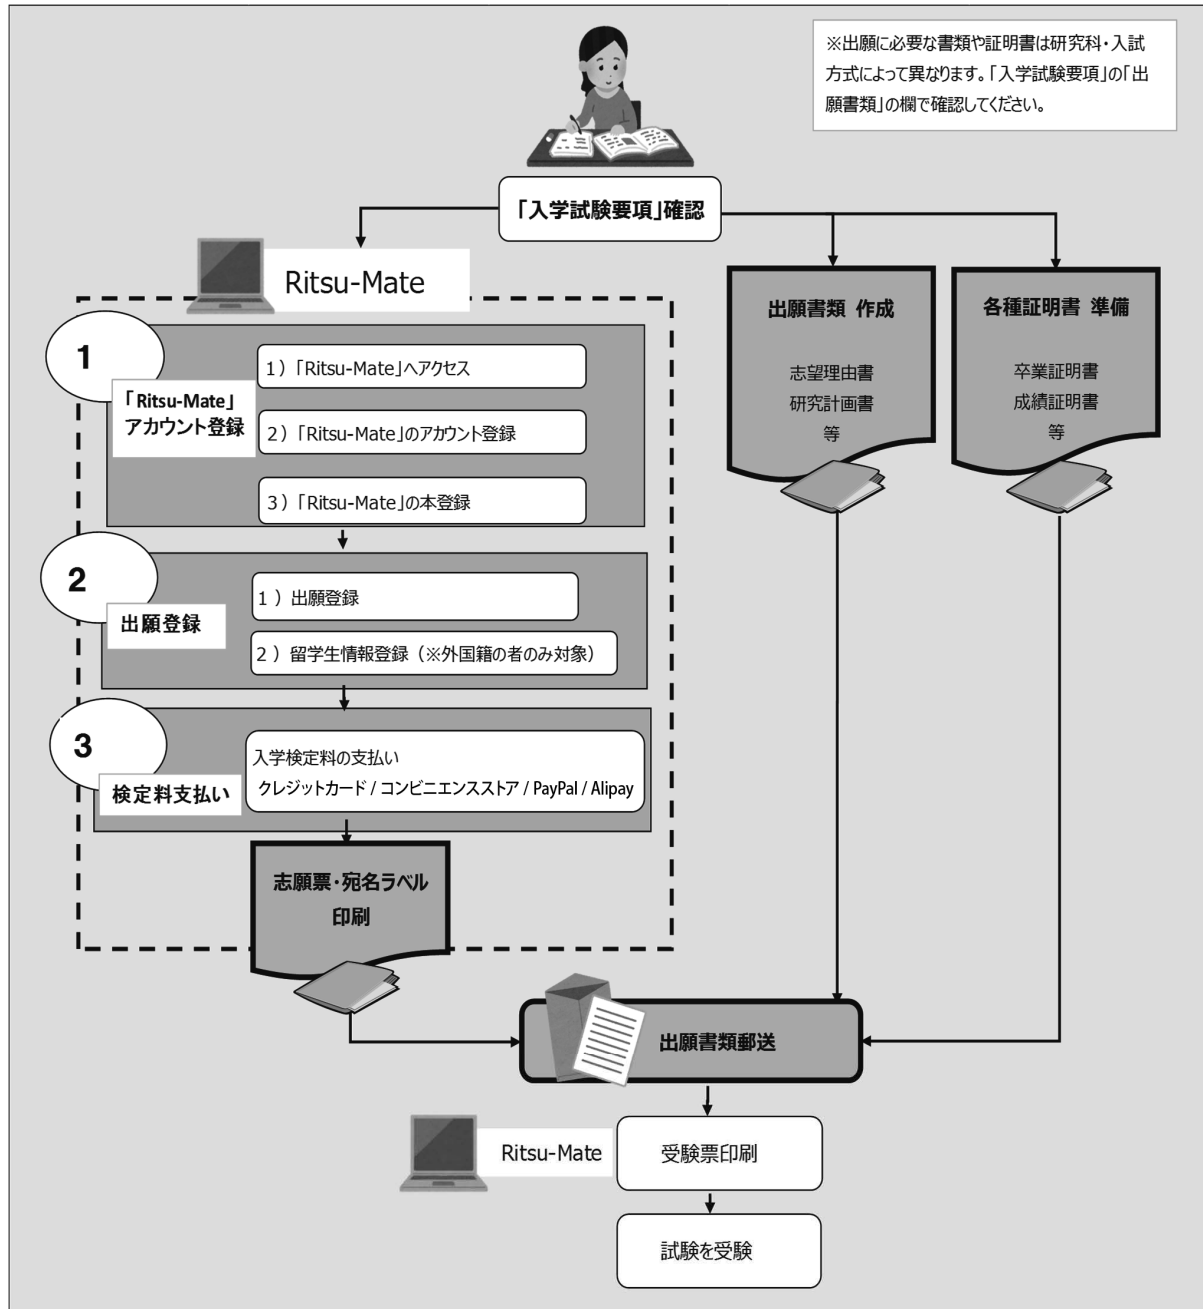 ※出願に必要な書類や証明書は研究科・入試
方式によって異なります。「入学試験要項」の「出
願書類」の欄で確認してください。
「入学試験要項」確認
Ritsu-Mate
1
「Ritsu-Mate」
アカウント登録
1）「Ritsu-Mate」へアクセス
2）「Ritsu-Mate」のアカウント登録
3）「Ritsu-Mate」の本登録
2
出願登録
1 ）出願登録
2 ）留学生情報登録（※外国籍の者のみ対象）
3
検定料支払い
入学検定料の支払い
クレジットカード / コンビニエンスストア / PayPal / Alipay
志願票・宛名ラベル
印刷
出願書類 作成
志望理由書
研究計画書
等
各種証明書 準備
卒業証明書
成績証明書
等
出願書類郵送
Ritsu-Mate
受験票印刷
試験を受験